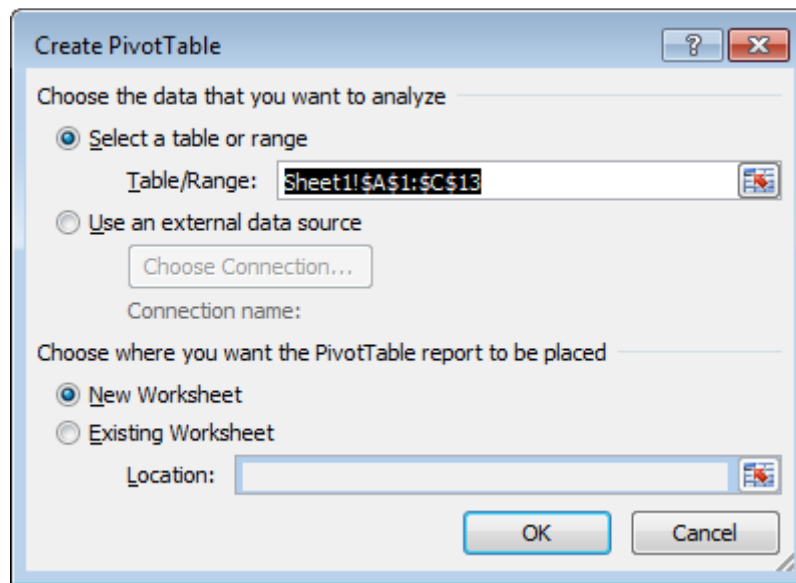 Create PivotTable
?
Choose the data that you want to analyze
Select a table or range
Table/Range: Sheet1!$A$1:$C$13
Use an external data source
Choose Connection...
Connection name:
Choose where you want the PivotTable report to be placed
New Worksheet
Existing Worksheet
Location:
OK Cancel